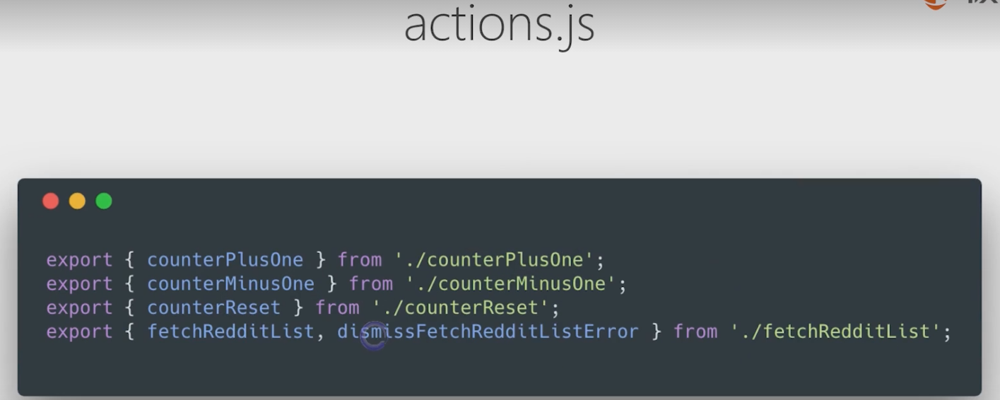 actions.js
export { counterPlusOne } from './counterPlusOne';
export { counterMinusOne } from './counterMinusOne';
export { counterReset } from './counterReset';
export { fetchRedditList, dismissFetchRedditListError } from './fetchRedditList';